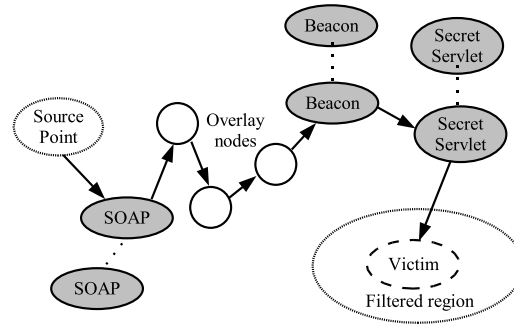 Beacon
Secret
Servlet
Source
Point
Overlay
nodes
Beacon
Secret
Servlet
SOAP
SOAP
Victim
Filtered region